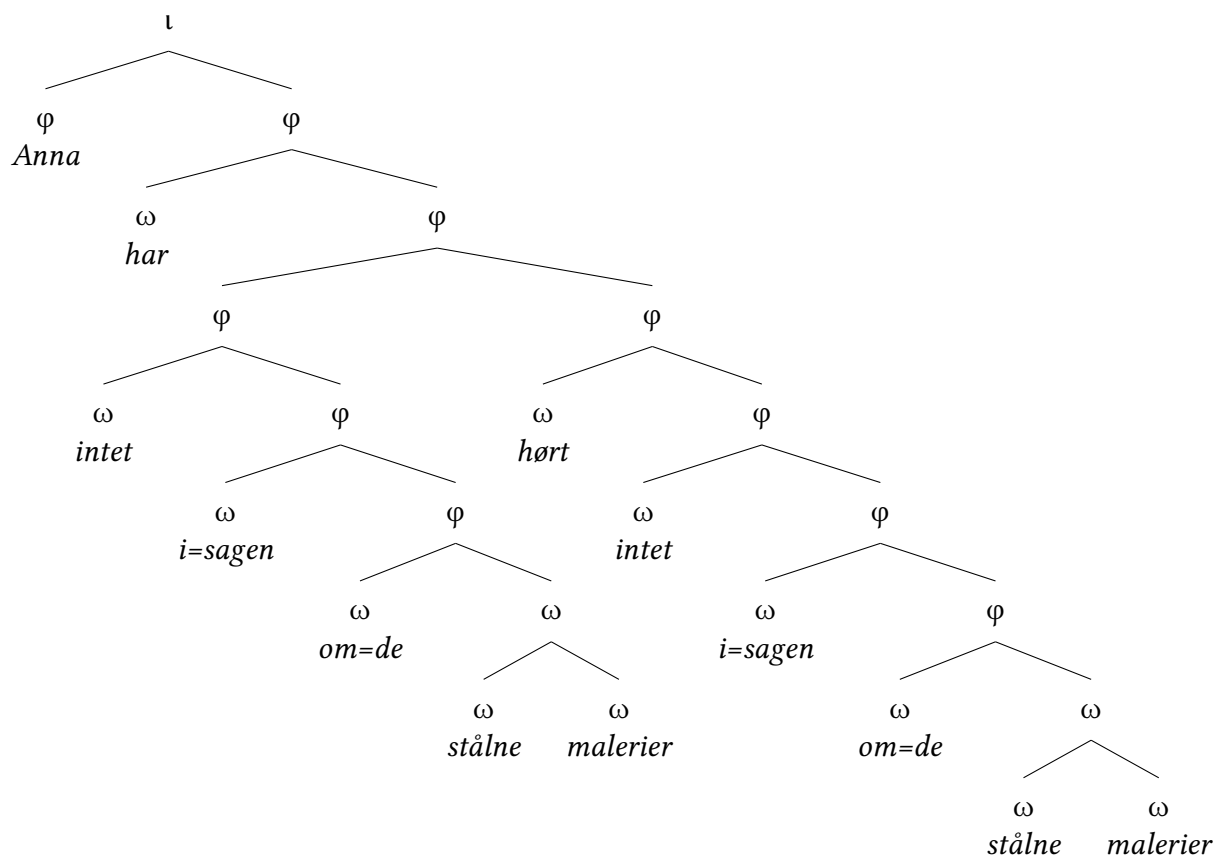 ι
φ φ
Anna
ω φ
har
φ φ
ω φ ω φ
intet hørt
ω φ ω φ
i=sagen intet
ω ω ω φ
om=de i=sagen
ω ω ω ω
stålne malerier om=de
ω ω
stålne malerier